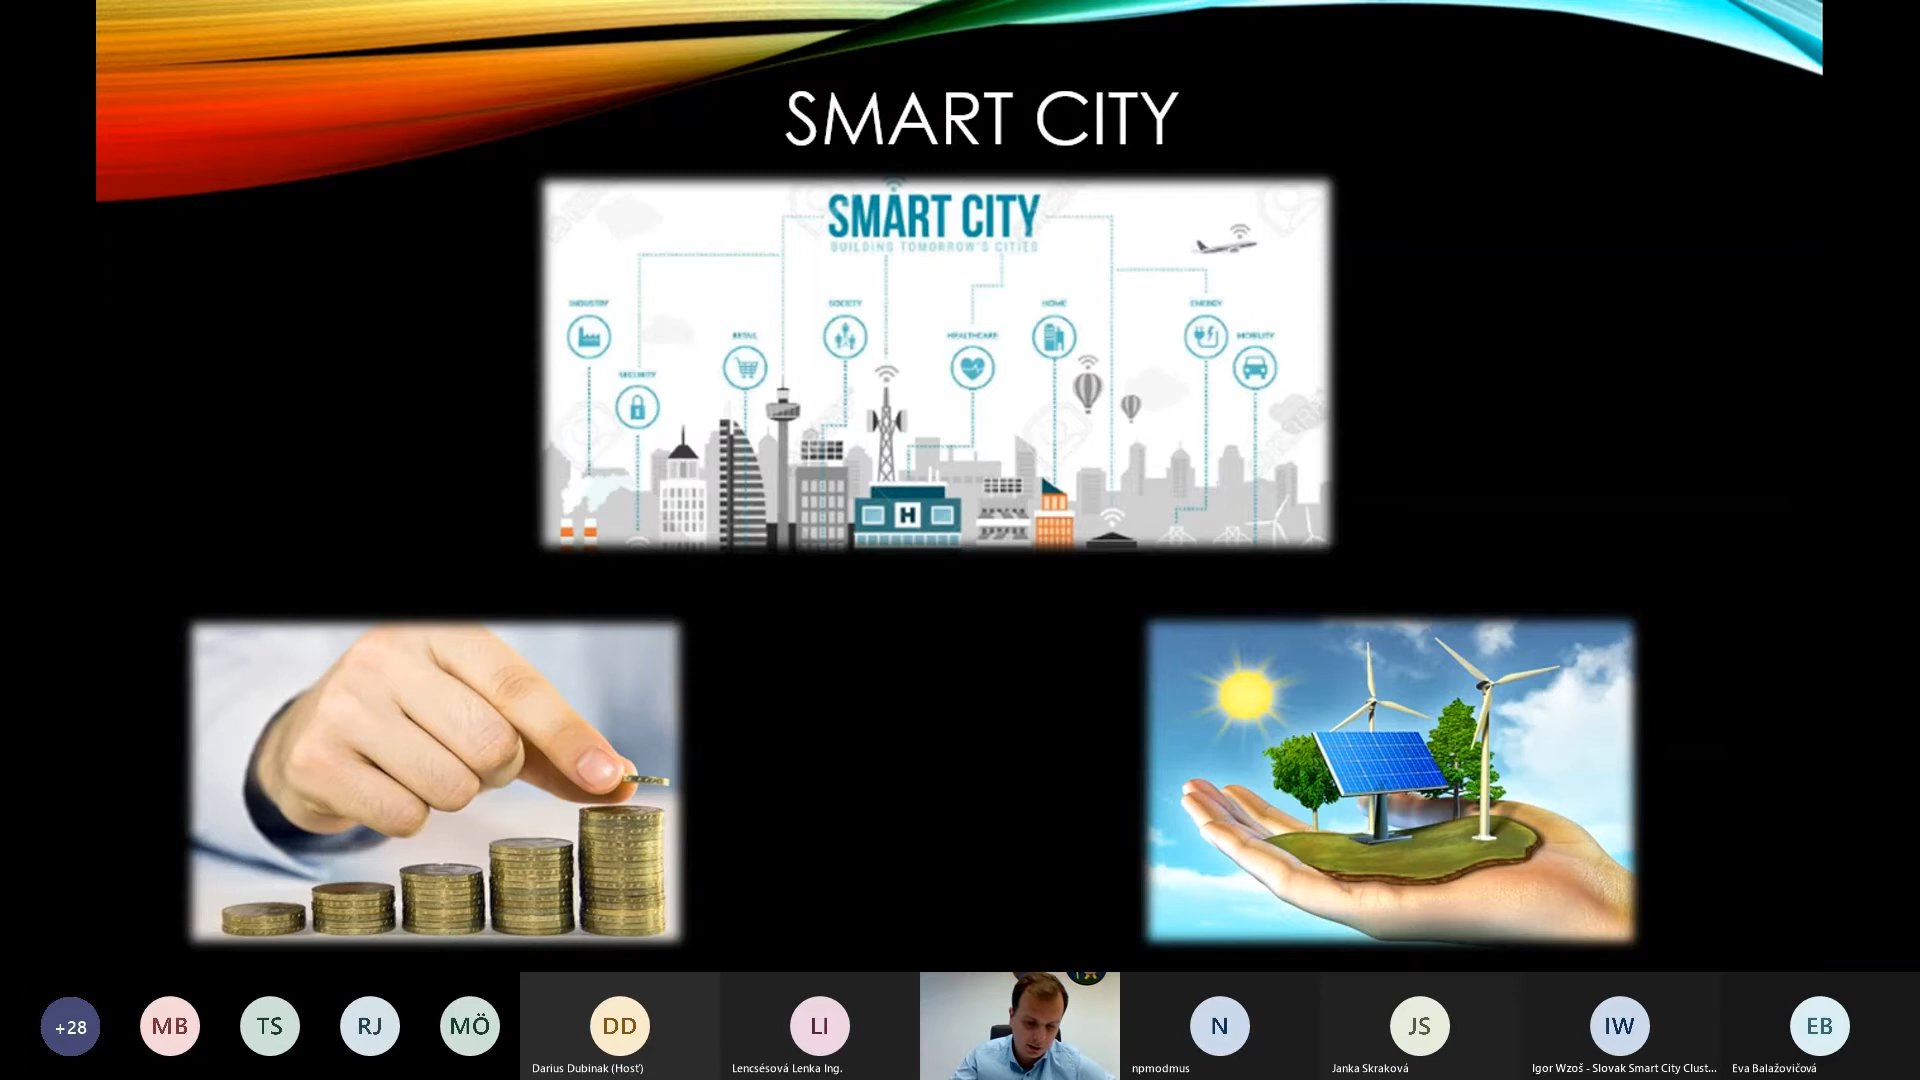 SMART CITY
SMART CITY
BUILDING TOMORROW'S CITIES
INDUSTRY
SOCIETY
HOME
ENERGY
RETAIL
HEALTHCARE
MOBILITY
SECURITY
H
+28
MB
TS
RJ
MÖ
DD
LI
N
JS
IW
EB
Darius Dubinak (Hosť)
Lencsésová Lenka Ing.
npmodmus
Janka Skraková
Igor Wzoš - Slovak Smart City Clust...
Eva Balažovičová